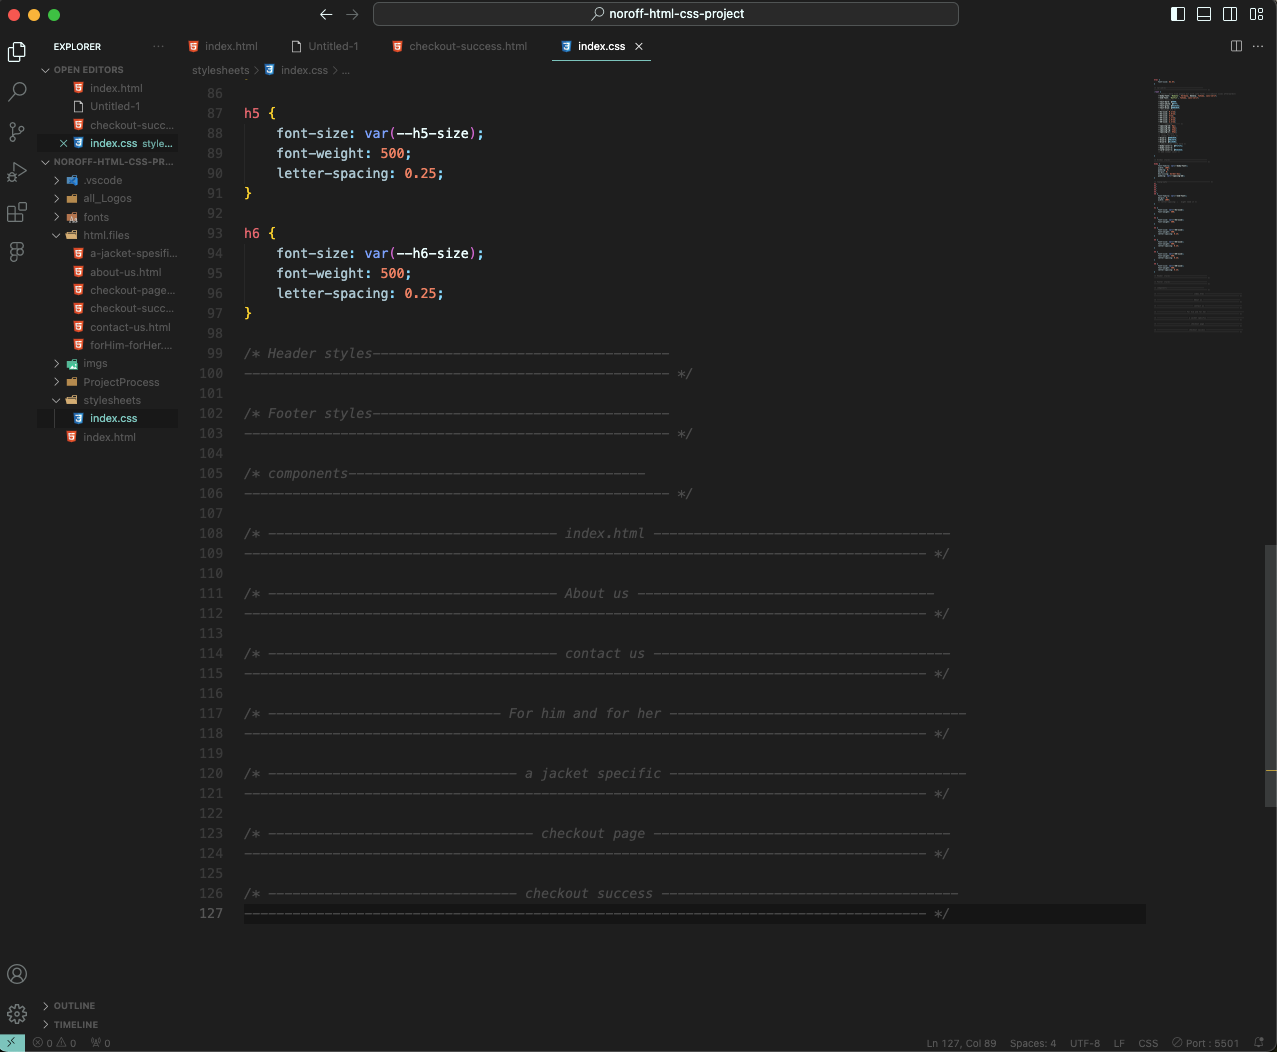 noroff-html-css-project
EXPLORER
index.html
Untitled-1
checkout-success.html
index.css
OPEN EDITORS
index.html
Untitled-1
checkout-succ...
index.css style...
NOROFF-HTML-CSS-PR...
.vscode
all_Logos
fonts
html.files
a-jacket-spesifi...
about-us.html
checkout-page...
checkout-succ...
contact-us.html
forHim-forHer....
imgs
ProjectProcess
stylesheets
index.css
index.html
OUTLINE
TIMELINE
stylesheets > index.css > ...
86
87 h5 {
88     font-size: var(--h5-size);
89     font-weight: 500;
90     letter-spacing: 0.25;
91 }
92
93 h6 {
94     font-size: var(--h6-size);
95     font-weight: 500;
96     letter-spacing: 0.25;
97 }
98
99 /* Header styles-------------------------------------
100 ----------------------------------------------------- */
101
102 /* Footer styles-------------------------------------
103 ----------------------------------------------------- */
104
105 /* components-------------------------------------
106 ----------------------------------------------------- */
107
108 /* ------------------------------------ index.html -------------------------------------
109 ------------------------------------------------------------------------------------- */
110
111 /* ------------------------------------ About us -------------------------------------
112 ------------------------------------------------------------------------------------- */
113
114 /* ------------------------------------ contact us -------------------------------------
115 ------------------------------------------------------------------------------------- */
116
117 /* ----------------------------- For him and for her -------------------------------------
118 ------------------------------------------------------------------------------------- */
119
120 /* ------------------------------- a jacket specific -------------------------------------
121 ------------------------------------------------------------------------------------- */
122
123 /* --------------------------------- checkout page -------------------------------------
124 ------------------------------------------------------------------------------------- */
125
126 /* ------------------------------- checkout success -------------------------------------
127 ------------------------------------------------------------------------------------- */
0 0 0
Ln 127, Col 89 Spaces: 4 UTF-8 LF CSS Port : 5501